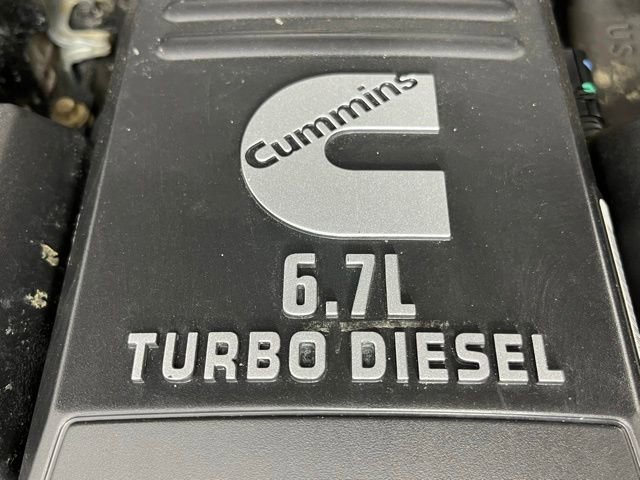 Cummins
6.7L
TURBO DIESEL